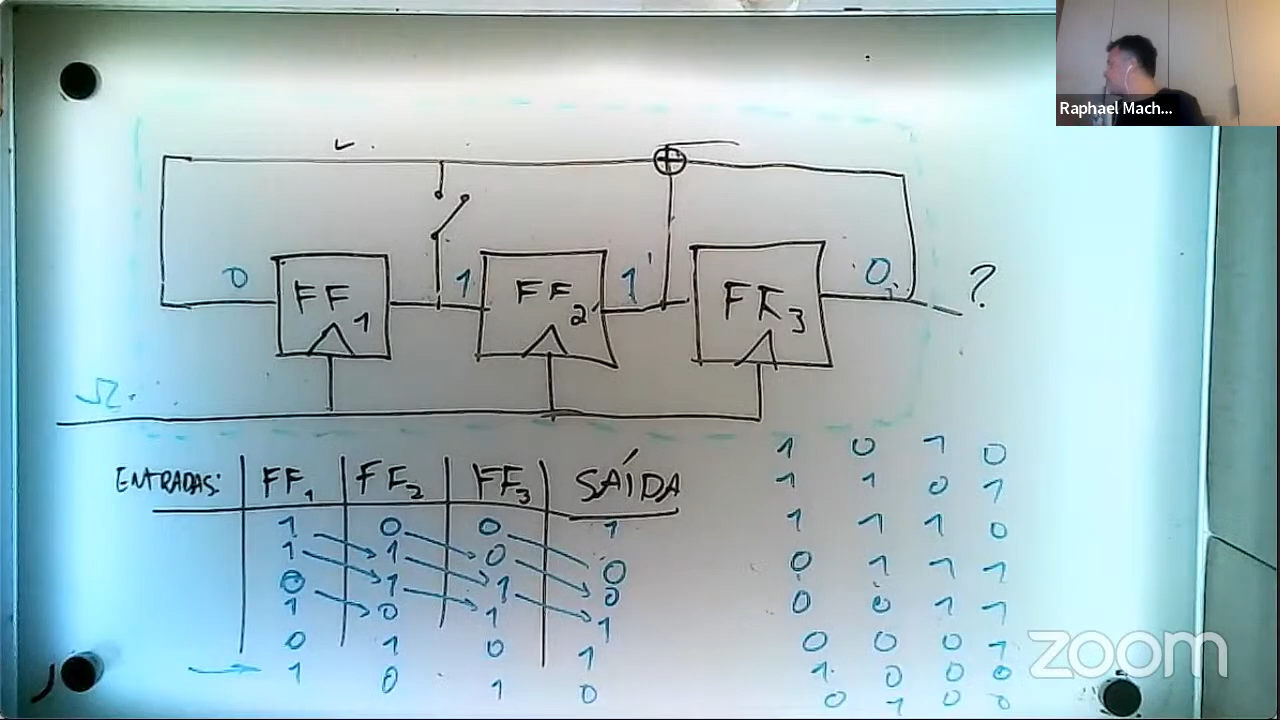 Raphael Mach...
0 1 1 0 ?
FF1 FF2 FF3
ENTRADAS: FF1 FF2 FF3 SAÍDA
1 0 0 1
1 1 0 0
0 1 1 0
1 0 1 1
0 1 0 1
1 0 1 0
1 0 1 0
1 1 0 1
1 1 1 0
0 1 1 1
0 0 1 1
0 0 0 1
1 0 0 0
0 1 0 0
zoom